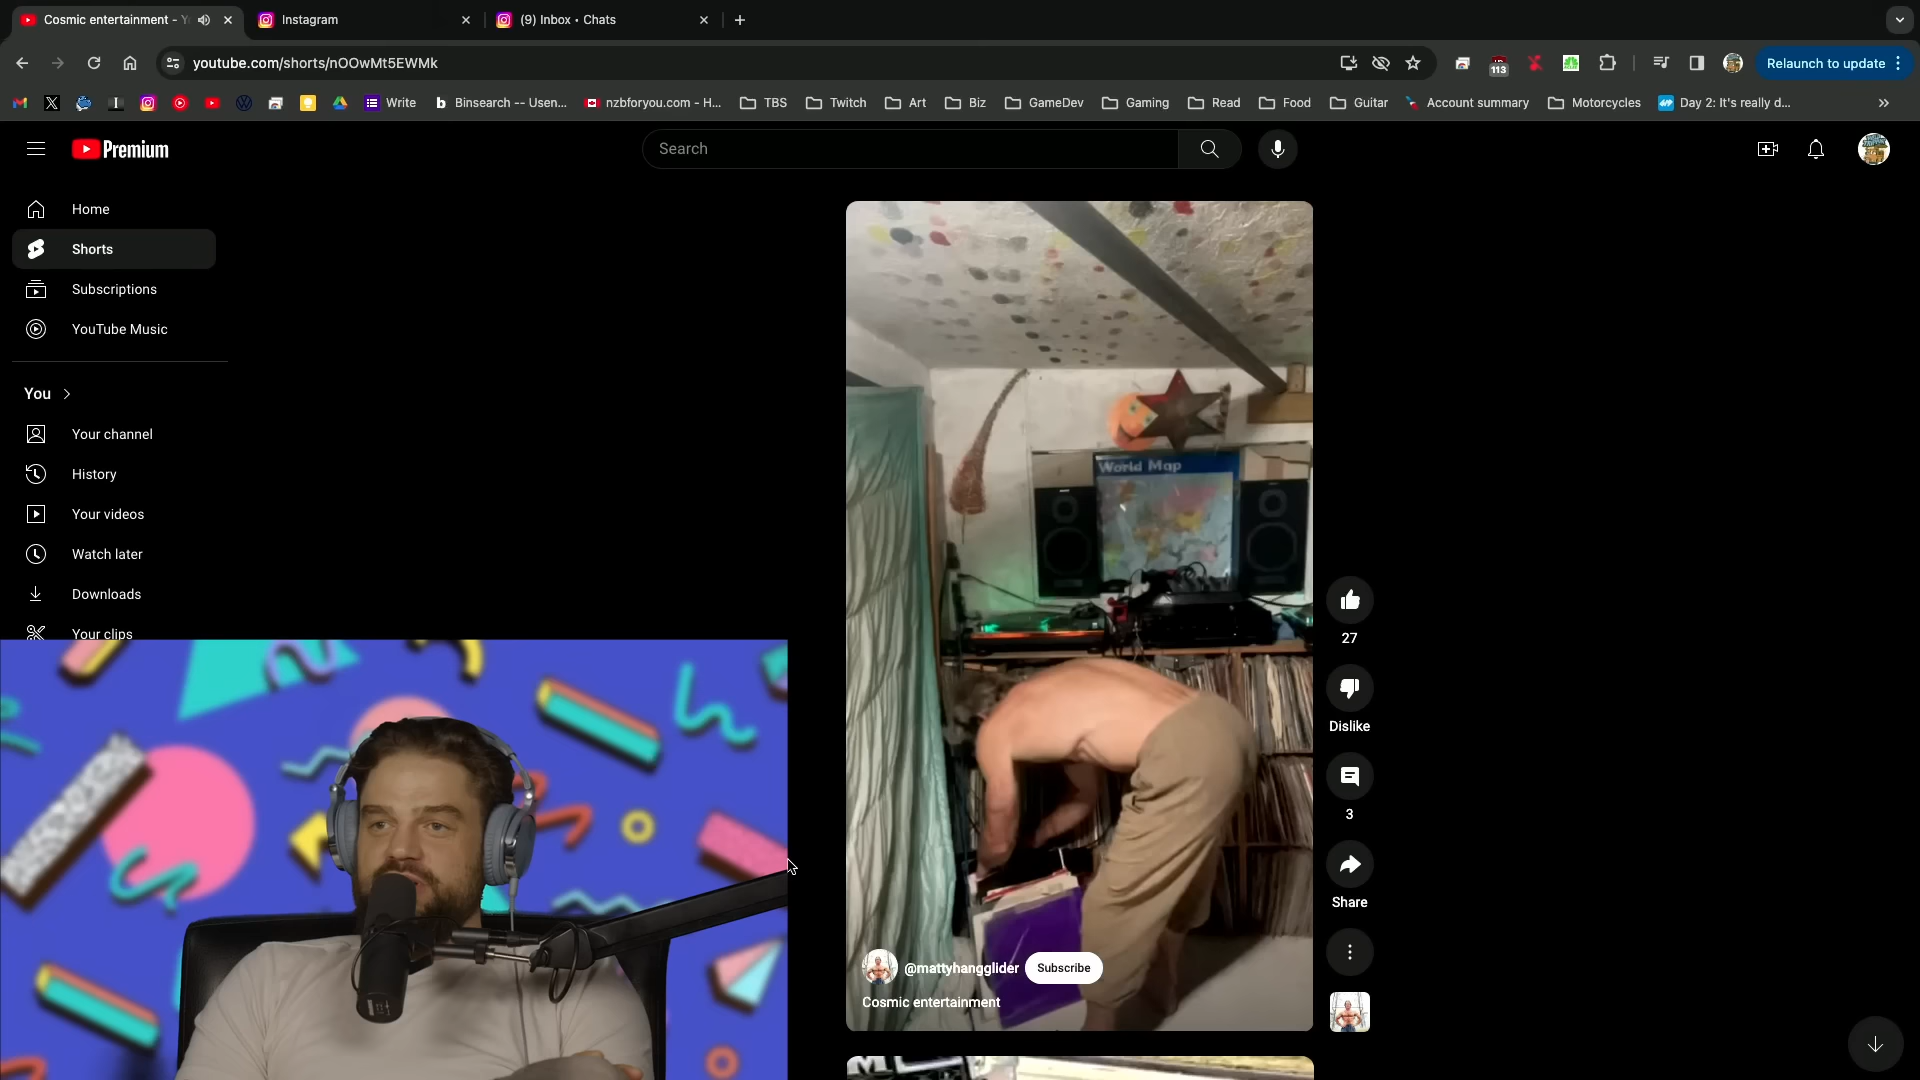 Cosmic entertainment - Y
Instagram
(9) Inbox • Chats
youtube.com/shorts/nOOwMt5EWMk
113
Relaunch to update
Write
Binsearch -- Usen...
nzbforyou.com - H...
TBS
Twitch
Art
Biz
GameDev
Gaming
Read
Food
Guitar
Account summary
Motorcycles
Day 2: It's really d...
Premium
Search
Home
Shorts
Subscriptions
YouTube Music
You
Your channel
History
Your videos
Watch later
Downloads
Your clips
World Map
27
Dislike
3
Share
@mattyhangglider
Subscribe
Cosmic entertainment